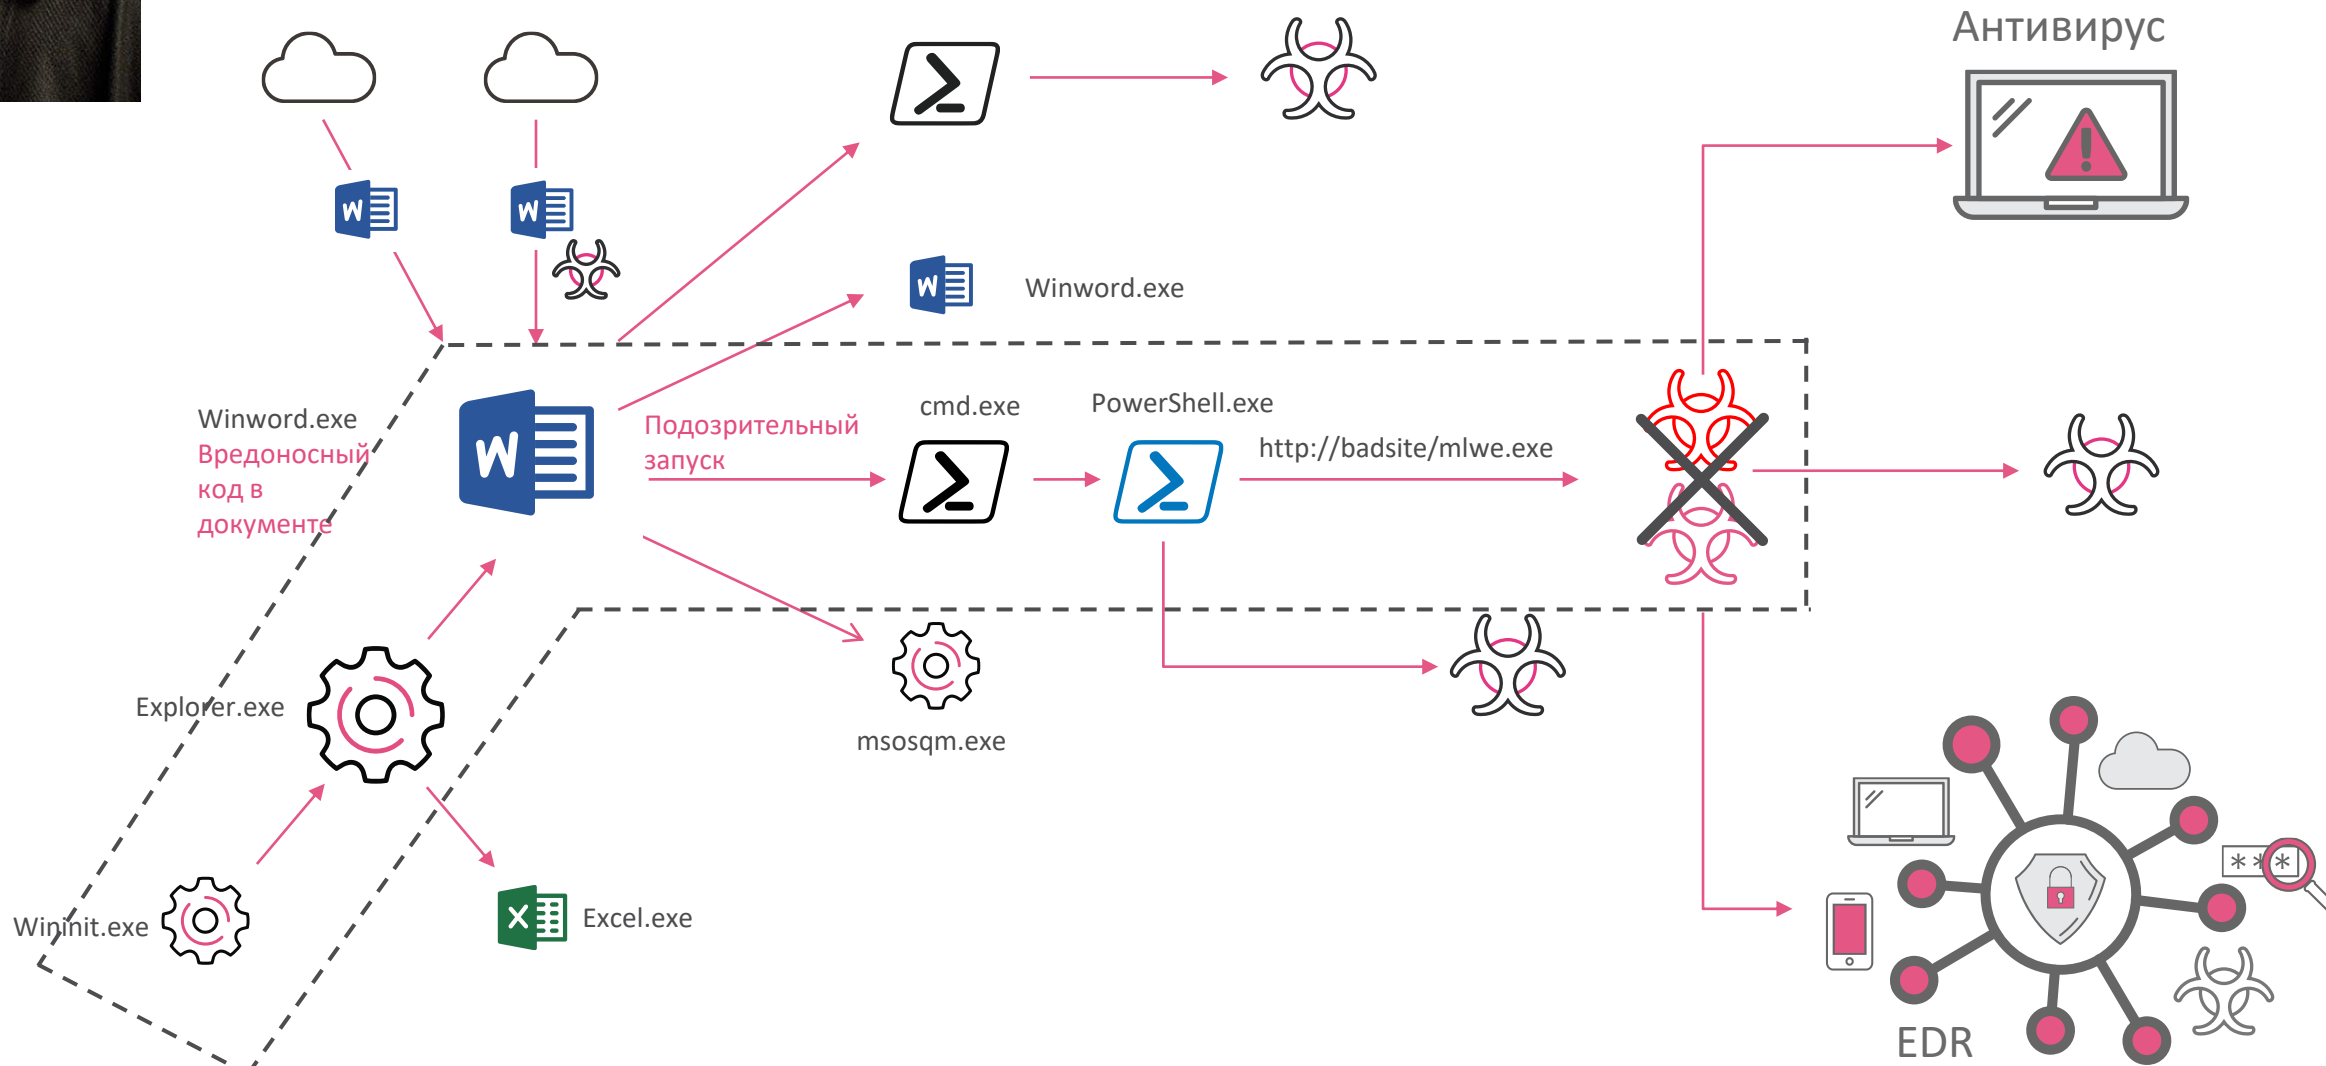 Антивирус
Winword.exe
Winword.exe
Вредоносный
код в
документе
Подозрительный
запуск
cmd.exe
PowerShell.exe
http://badsite/mlwe.exe
Explorer.exe
msosqm.exe
Wininit.exe
Excel.exe
***
EDR